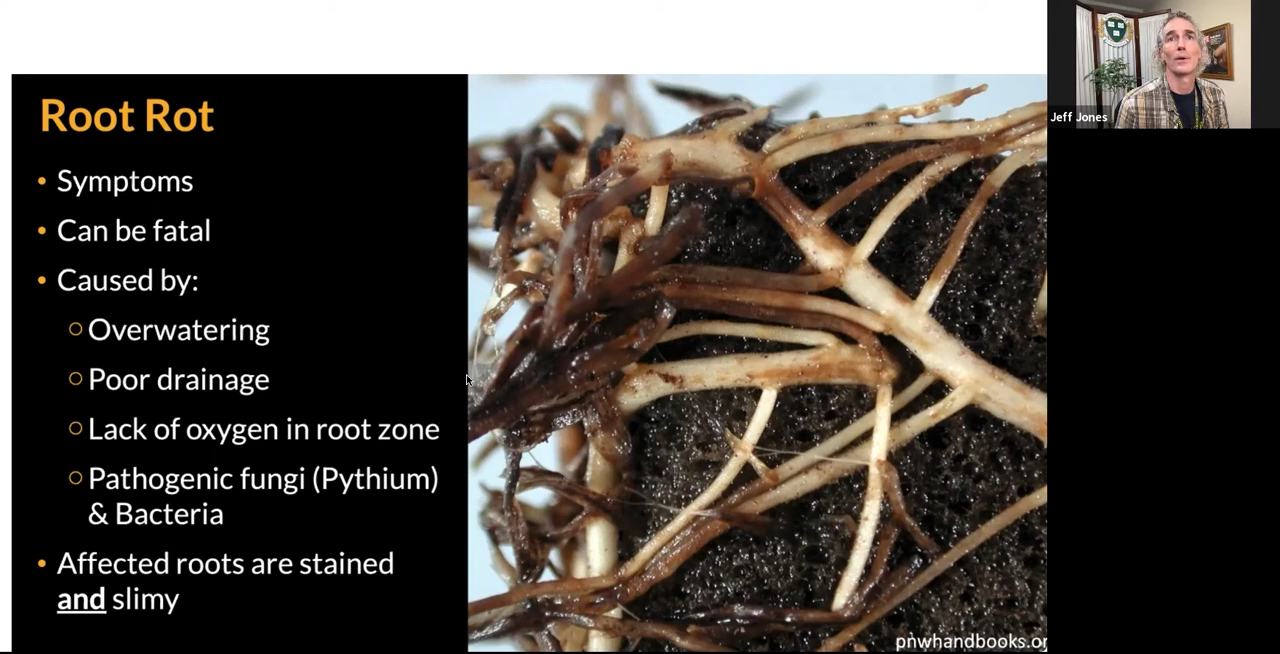 Root Rot
• Symptoms
• Can be fatal
• Caused by:
○ Overwatering
○ Poor drainage
○ Lack of oxygen in root zone
○ Pathogenic fungi (Pythium)
& Bacteria
• Affected roots are stained
and slimy
pnwhandbooks.or
Jeff Jones